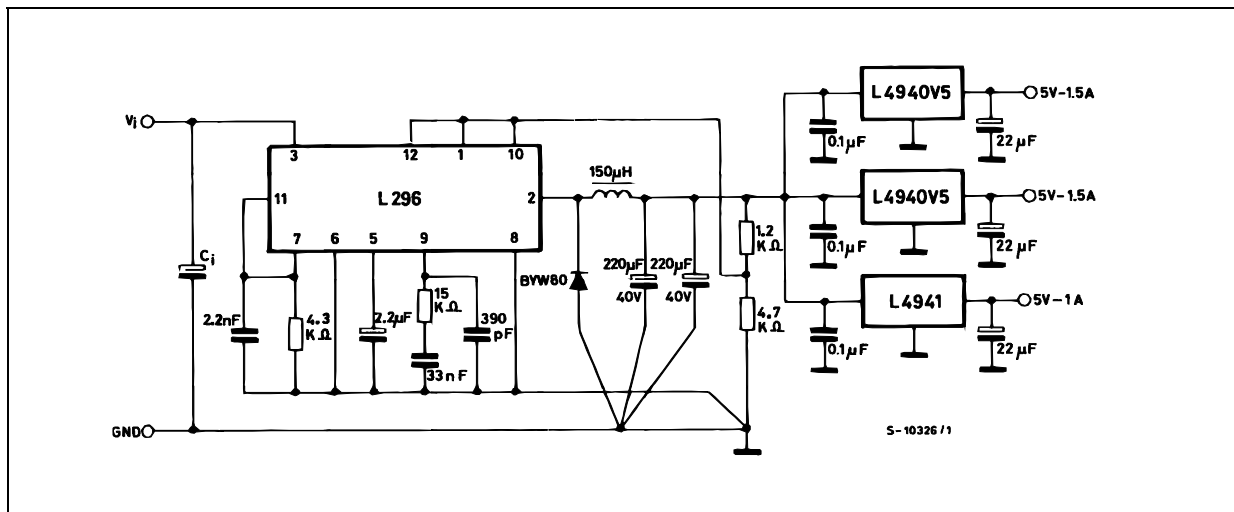 L4940V5
5V-1.5A
0.1µF
22µF
Vi
3
12
1
10
150µH
11
L296
2
L4940V5
5V-1.5A
7
6
5
9
8
1.2
KΩ
0.1µF
22µF
Ci
BYW80
220µF
220µF
40V
40V
L4941
5V-1A
2.2nF
4.3
KΩ
2.2µF
15
KΩ
390
pF
4.7
KΩ
0.1µF
22µF
33nF
GND
S-10326/1